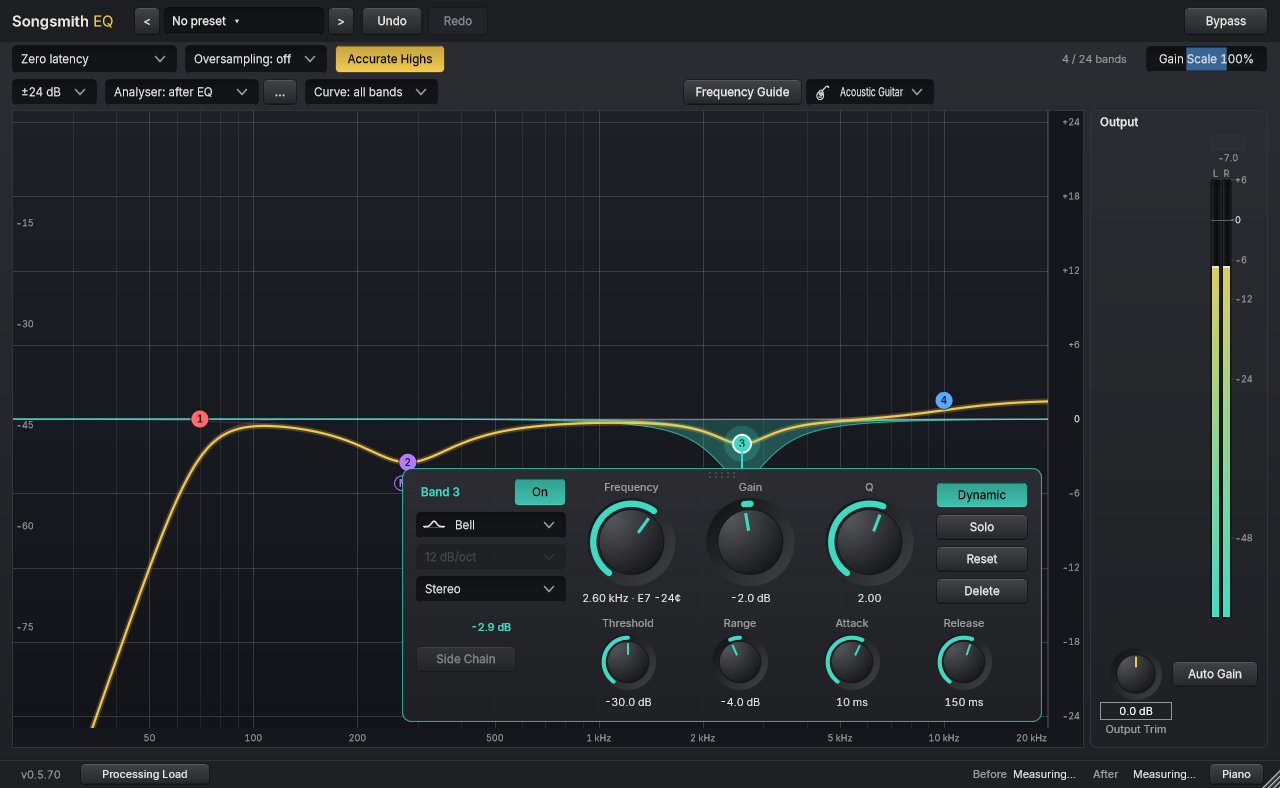 Songsmith EQ
<
No preset
>
Undo
Redo
Bypass
Zero latency
Oversampling: off
Accurate Highs
4 / 24 bands
Gain Scale 100%
±24 dB
Analyser: after EQ
...
Curve: all bands
Frequency Guide
Acoustic Guitar
+24
+18
+12
+6
0
-6
-12
-18
-24
-15
-30
-45
-60
-75
1
2
3
4
Band 3
On
Bell
12 dB/oct
Stereo
-2.9 dB
Side Chain
Frequency
2.60 kHz · E7 -24¢
Gain
-2.0 dB
Q
2.00
Dynamic
Solo
Reset
Delete
Threshold
-30.0 dB
Range
-4.0 dB
Attack
10 ms
Release
150 ms
50
100
200
500
1 kHz
2 kHz
5 kHz
10 kHz
20 kHz
Output
-7.0
L R
+6
0
-6
-12
-24
-48
Auto Gain
0.0 dB
Output Trim
v0.5.70
Processing Load
Before Measuring...
After Measuring...
Piano